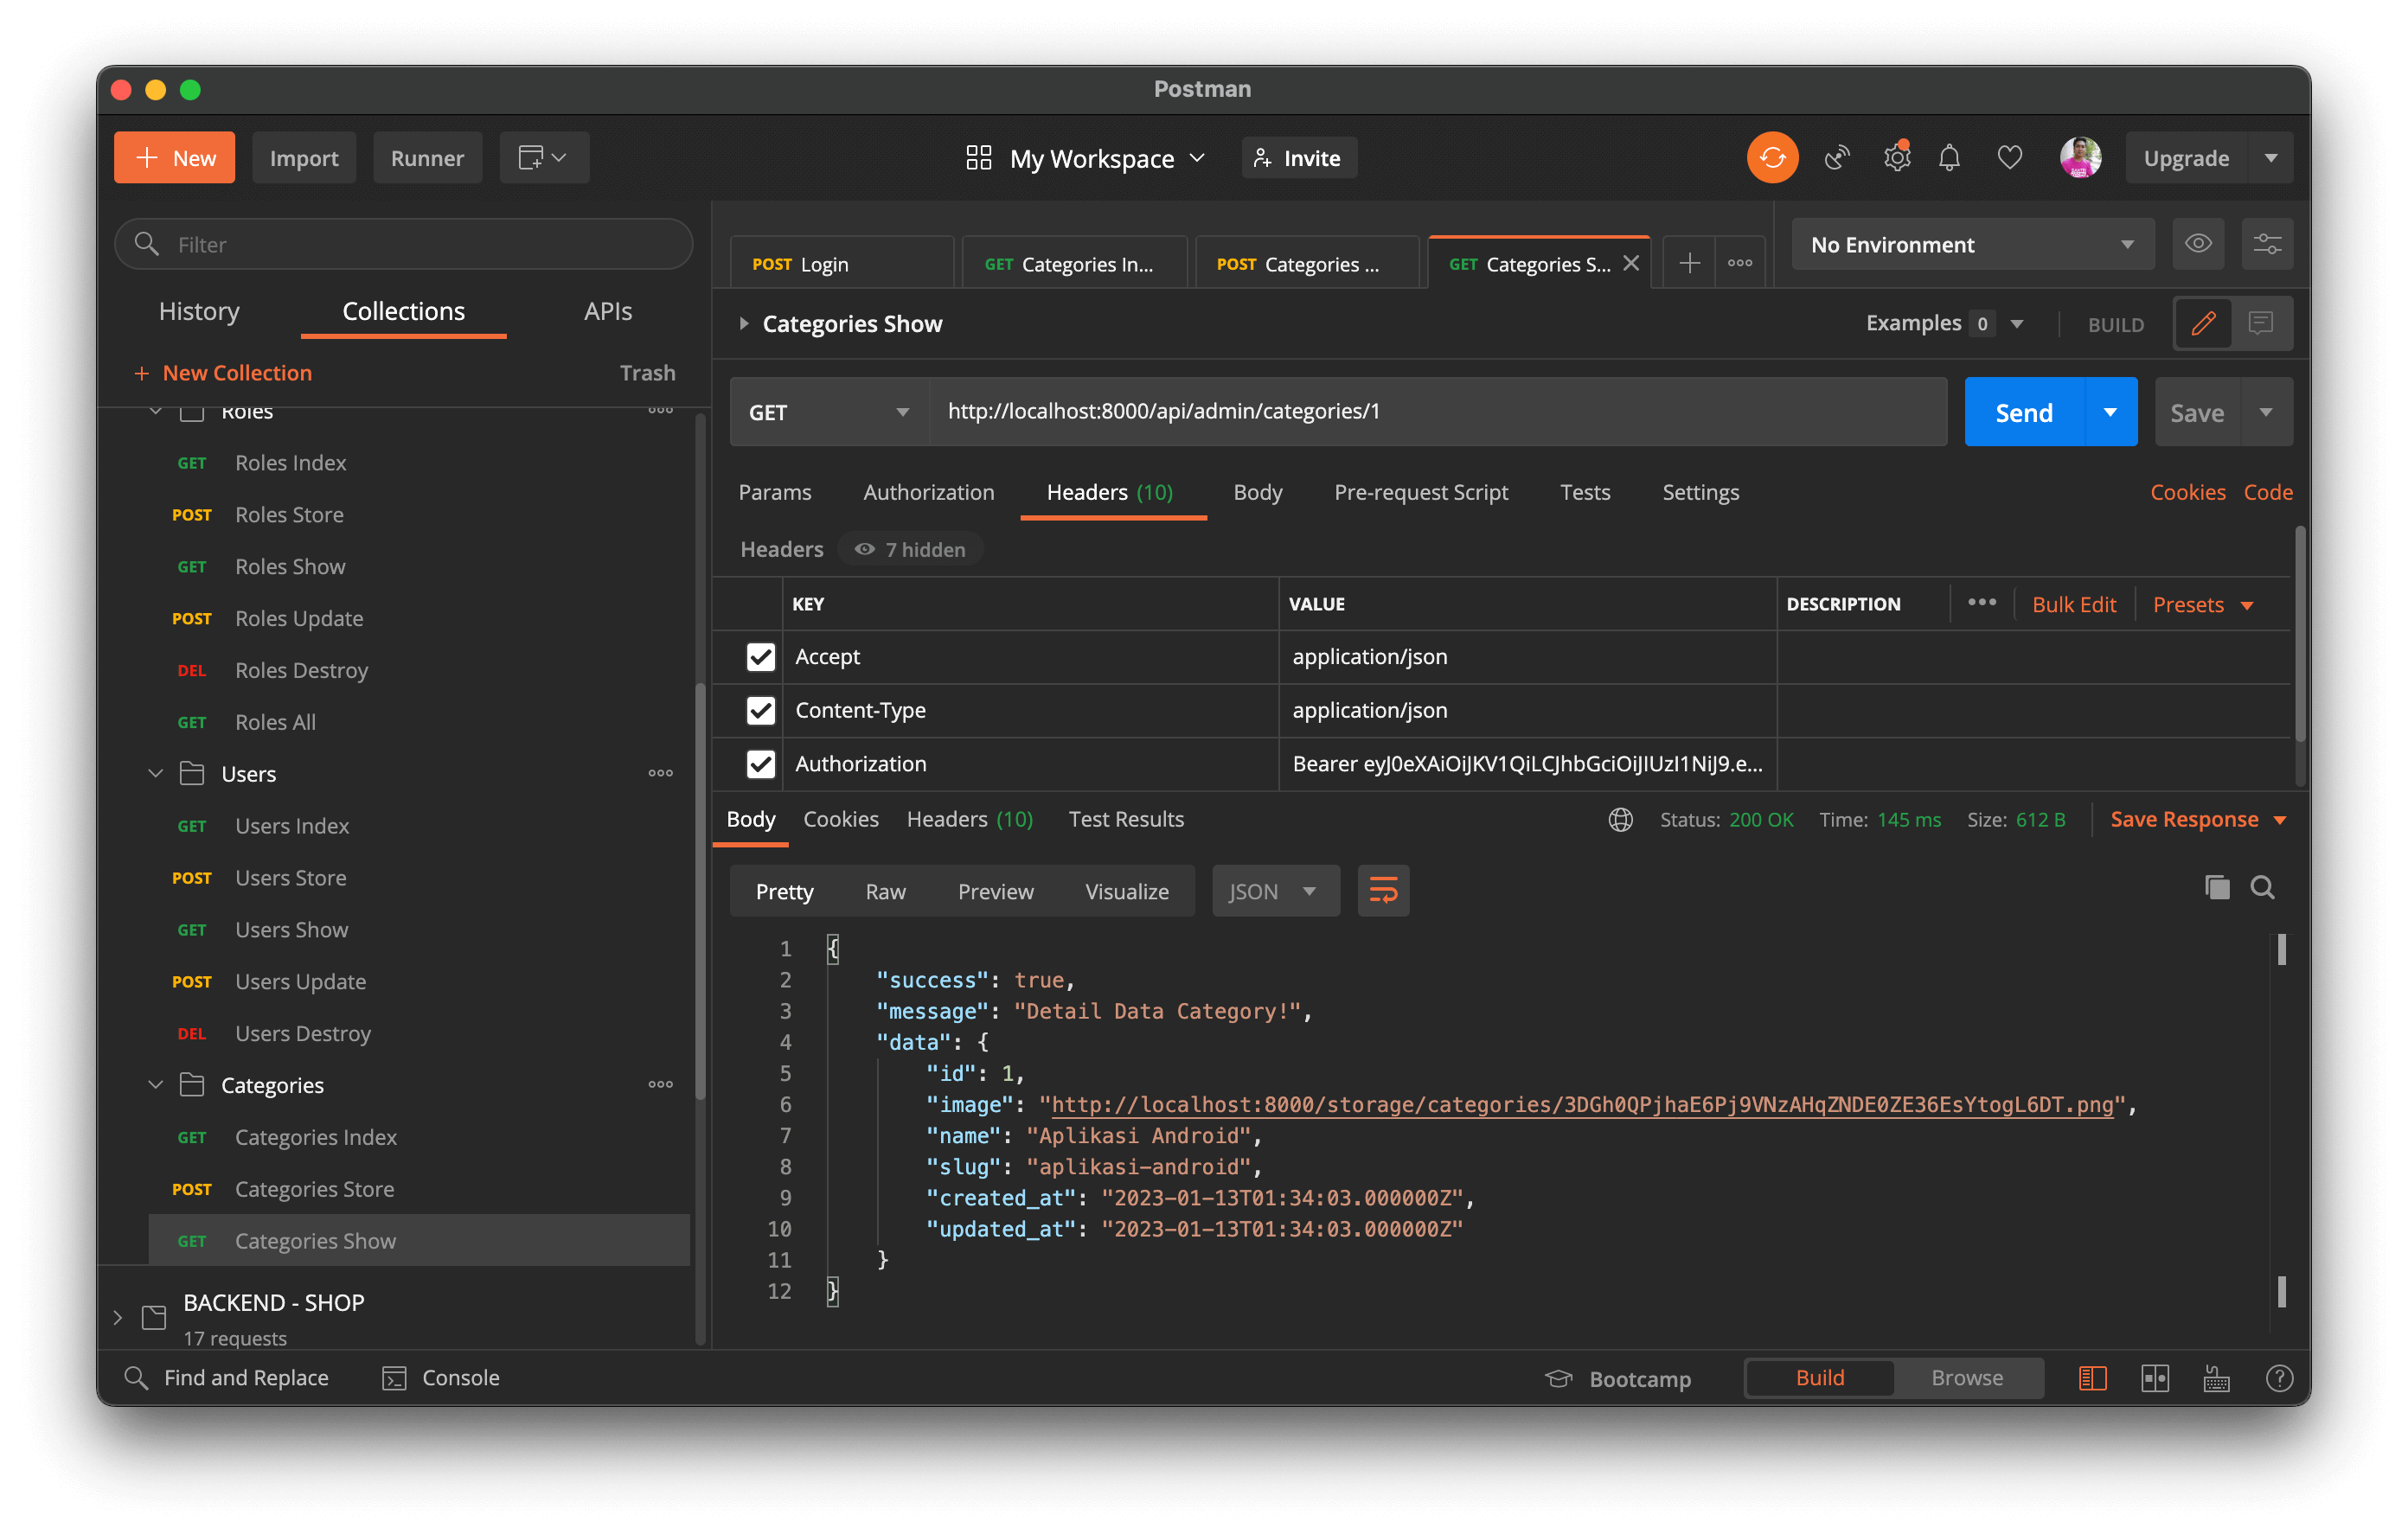 Postman
New Import Runner My Workspace Invite Upgrade
Filter
History Collections APIs
+ New Collection Trash
Roles
GET Roles Index
POST Roles Store
GET Roles Show
POST Roles Update
DEL Roles Destroy
GET Roles All
Users
GET Users Index
POST Users Store
GET Users Show
POST Users Update
DEL Users Destroy
Categories
GET Categories Index
POST Categories Store
GET Categories Show
BACKEND - SHOP
17 requests
POST Login GET Categories In... POST Categories ... GET Categories S... No Environment
Categories Show Examples 0 BUILD
GET http://localhost:8000/api/admin/categories/1 Send Save
Params Authorization Headers (10) Body Pre-request Script Tests Settings Cookies Code
Headers 7 hidden
KEY VALUE DESCRIPTION Bulk Edit Presets
Accept application/json
Content-Type application/json
Authorization Bearer eyJ0eXAiOiJKV1QiLCJhbGciOiJIUzI1NiJ9.e...
Body Cookies Headers (10) Test Results Status: 200 OK Time: 145 ms Size: 612 B Save Response
Pretty Raw Preview Visualize JSON
1 {
2 "success": true,
3 "message": "Detail Data Category!",
4 "data": {
5 "id": 1,
6 "image": "http://localhost:8000/storage/categories/3DGh0QPjhaE6Pj9VNzAHqZNDE0ZE36EsYtogL6DT.png",
7 "name": "Aplikasi Android",
8 "slug": "aplikasi-android",
9 "created_at": "2023-01-13T01:34:03.000000Z",
10 "updated_at": "2023-01-13T01:34:03.000000Z"
11 }
12 }
Find and Replace Console Bootcamp Build Browse